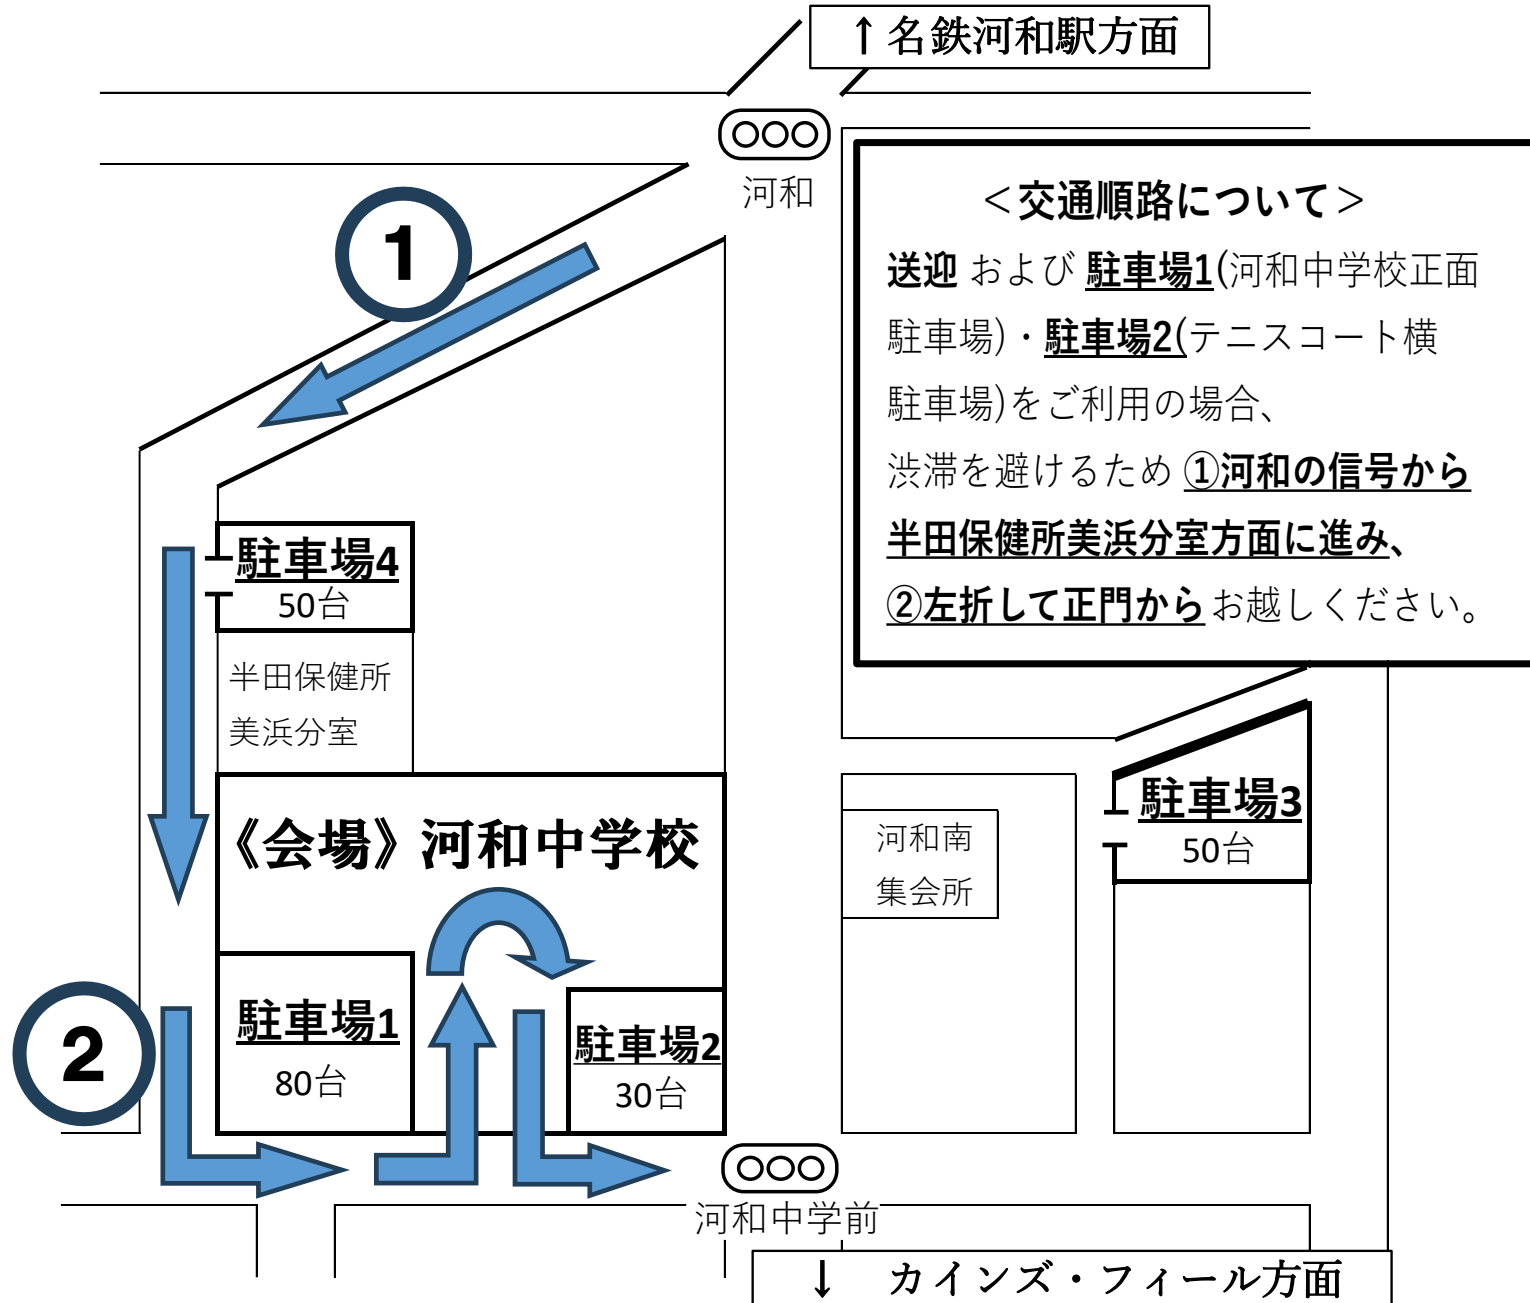 ↑名鉄河和駅方面
河和
1
＜交通順路について＞
送迎 および 駐車場1(河和中学校正面
駐車場)・駐車場2(テニスコート横
駐車場)をご利用の場合、
渋滞を避けるため ①河和の信号から
半田保健所美浜分室方面に進み、
②左折して正門から お越しください。
駐車場4
50台
半田保健所
美浜分室
《会場》河和中学校
河和南
集会所
駐車場3
50台
2
駐車場1
80台
駐車場2
30台
河和中学前
↓ カインズ・フィール方面